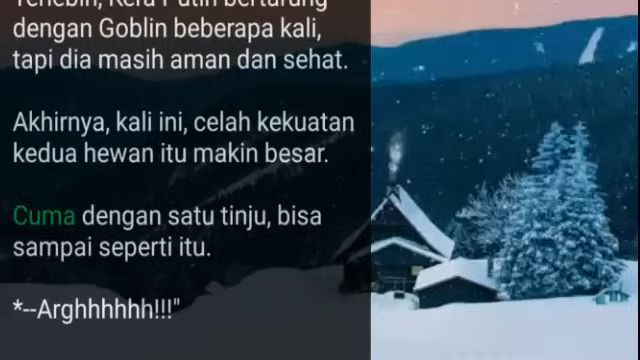 Terlebih, Kera Putih bertarung
dengan Goblin beberapa kali,
tapi dia masih aman dan sehat.
Akhirnya, kali ini, celah kekuatan
kedua hewan itu makin besar.
Cuma dengan satu tinju, bisa
sampai seperti itu.
*--Arghhhhhh!!!"